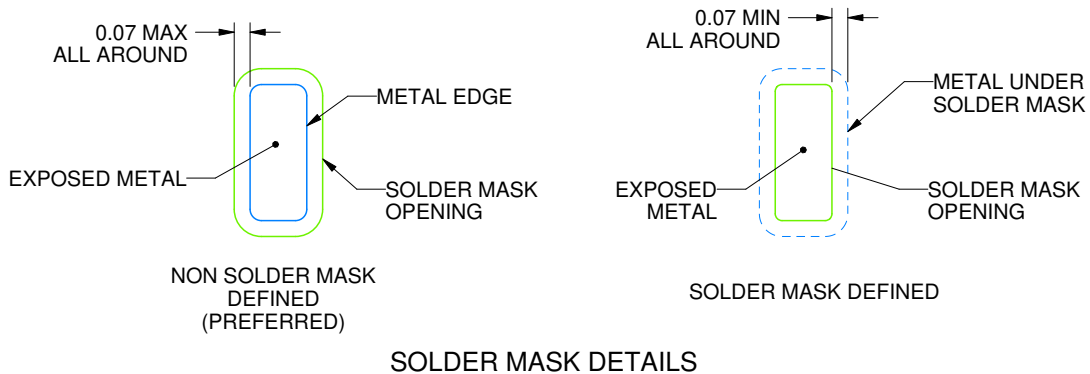 0.07 MAX
ALL AROUND
METAL EDGE
EXPOSED METAL
SOLDER MASK
OPENING
NON SOLDER MASK
DEFINED
(PREFERRED)
0.07 MIN
ALL AROUND
METAL UNDER
SOLDER MASK
EXPOSED
METAL
SOLDER MASK
OPENING
SOLDER MASK DEFINED
SOLDER MASK DETAILS